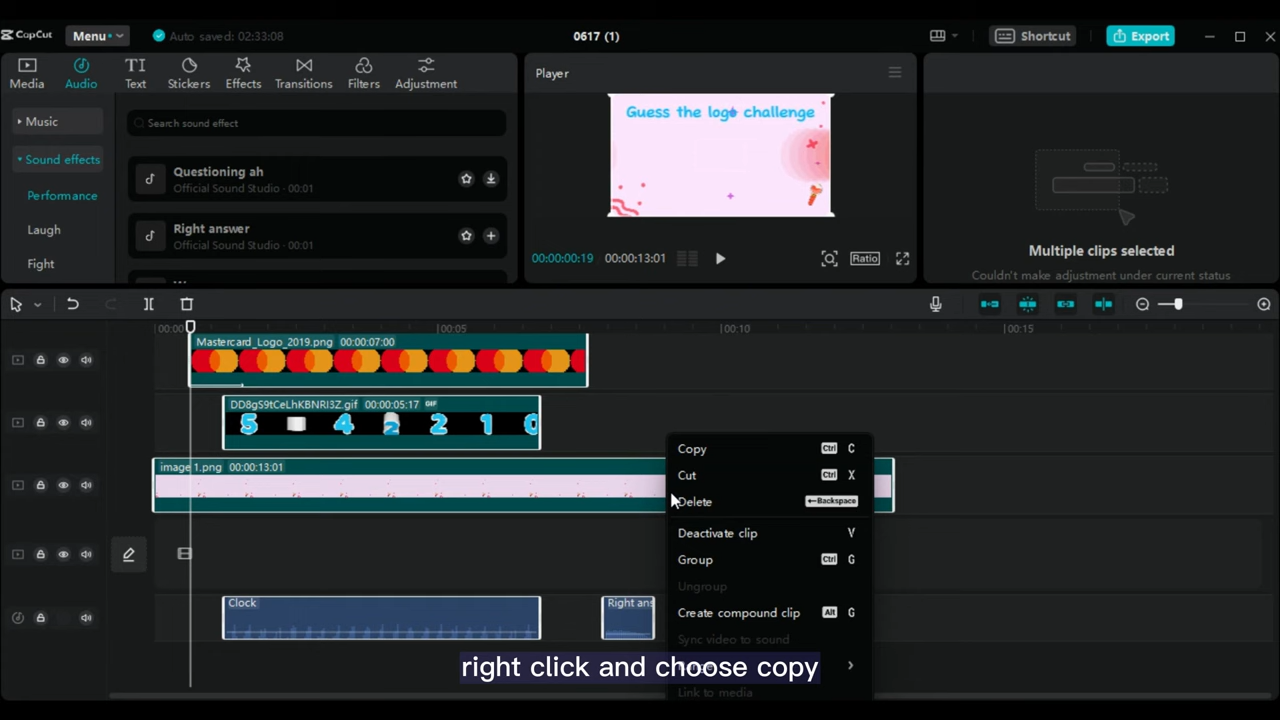 CapCut
Menu
Auto saved: 02:33:08
0617 (1)
Shortcut
Export
Media
Audio
Text
Stickers
Effects
Transitions
Filters
Adjustment
Music
Sound effects
Performance
Laugh
Fight
Search sound effect
Questioning ah
Official Sound Studio · 00:01
Right answer
Official Sound Studio · 00:01
Player
Guess the logo challenge
00:00:00:19
00:00:13:01
Ratio
Multiple clips selected
Couldn't make adjustment under current status
00:00
00:05
00:10
00:15
Mastercard_Logo_2019.png 00:00:07:00
DD8gS9tCeLhKBNRI3Z.gif 00:00:05:17 GIF
5 4 2 2 1 0
image 1.png 00:00:13:01
Clock
Right ans
Copy Ctrl C
Cut Ctrl X
Delete ←Backspace
Deactivate clip V
Group Ctrl G
Ungroup
Create compound clip Alt G
Sync video to sound
Link to media
right click and choose copy